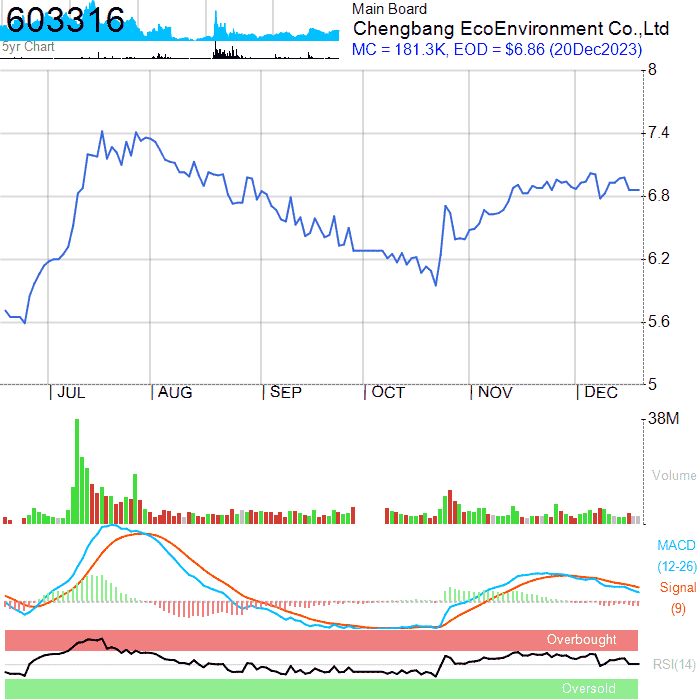 603316
5yr Chart
Main Board
Chengbang EcoEnvironment Co.,Ltd
MC = 181.3K, EOD = $6.86 (20Dec2023)
8
7.4
6.8
6.2
5.6
5
JUL
AUG
SEP
OCT
NOV
DEC
38M
Volume
MACD
(12-26)
Signal
(9)
Overbought
RSI(14)
Oversold